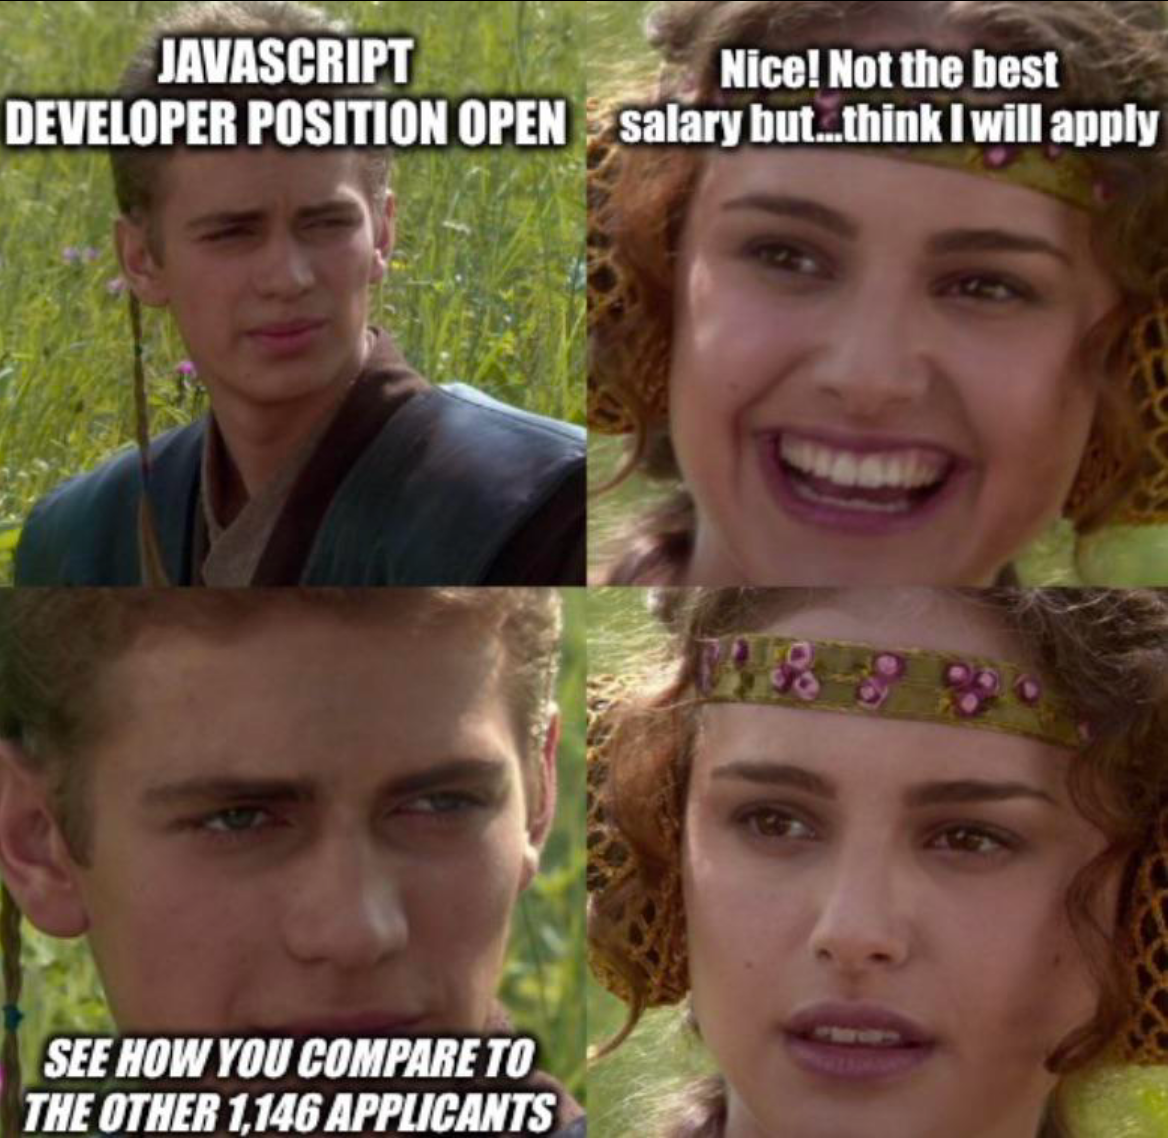 JAVASCRIPT
DEVELOPER POSITION OPEN
Nice! Not the best
salary but...think I will apply
SEE HOW YOU COMPARE TO
THE OTHER 1,146 APPLICANTS